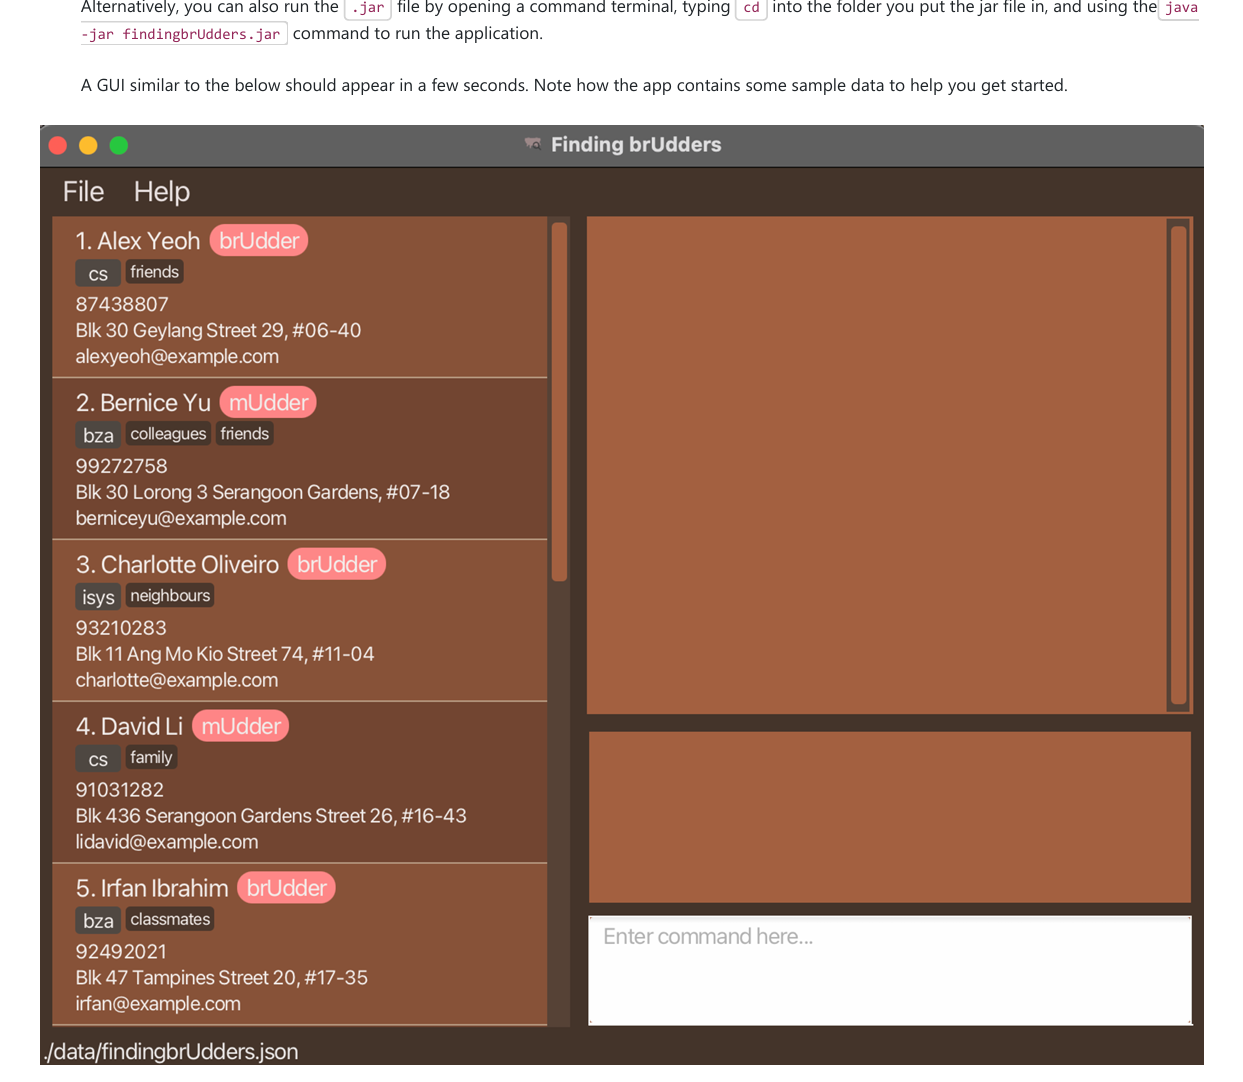 Alternatively, you can also run the .jar file by opening a command terminal, typing cd into the folder you put the jar file in, and using the java
-jar findingbrUdders.jar command to run the application.
A GUI similar to the below should appear in a few seconds. Note how the app contains some sample data to help you get started.
Finding brUdders
File Help
1. Alex Yeoh brUdder
cs friends
87438807
Blk 30 Geylang Street 29, #06-40
alexyeoh@example.com
2. Bernice Yu mUdder
bza colleagues friends
99272758
Blk 30 Lorong 3 Serangoon Gardens, #07-18
berniceyu@example.com
3. Charlotte Oliveiro brUdder
isys neighbours
93210283
Blk 11 Ang Mo Kio Street 74, #11-04
charlotte@example.com
4. David Li mUdder
cs family
91031282
Blk 436 Serangoon Gardens Street 26, #16-43
lidavid@example.com
5. Irfan Ibrahim brUdder
bza classmates
92492021
Blk 47 Tampines Street 20, #17-35
irfan@example.com
Enter command here...
./data/findingbrUdders.json